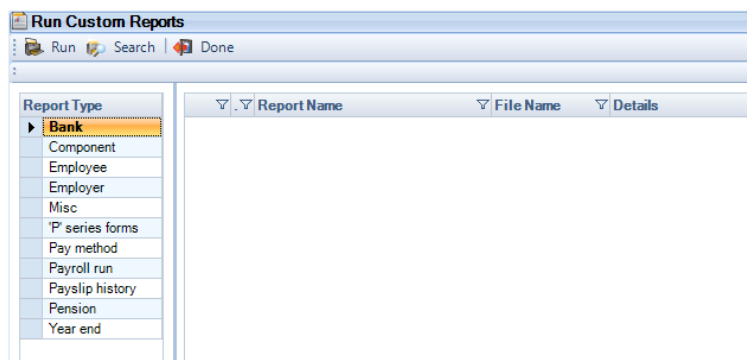 Run Custom Reports
Run Search Done
Report Type . Report Name File Name Details
Bank
Component
Employee
Employer
Misc
'P' series forms
Pay method
Payroll run
Payslip history
Pension
Year end